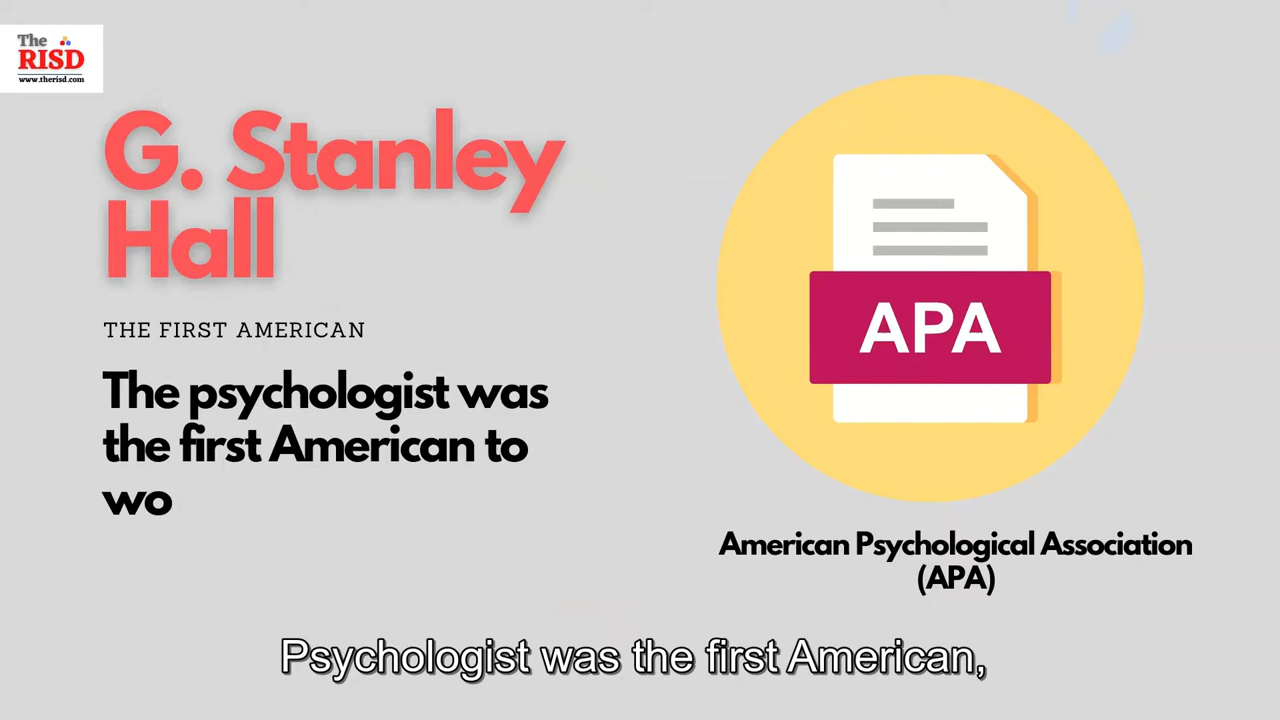 The
RISD
www.therisd.com
G. Stanley
Hall
THE FIRST AMERICAN
The psychologist was
the first American to
wo
APA
American Psychological Association
(APA)
Psychologist was the first American,